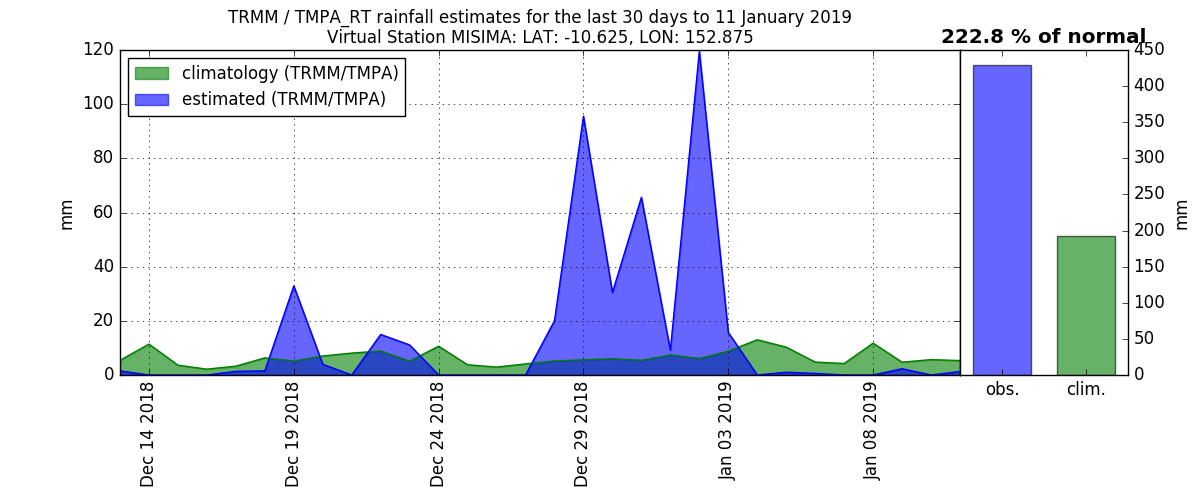 TRMM / TMPA_RT rainfall estimates for the last 30 days to 11 January 2019
Virtual Station MISIMA: LAT: -10.625, LON: 152.875
222.8 % of normal
climatology (TRMM/TMPA)
estimated (TRMM/TMPA)
mm
120
100
80
60
40
20
0
Dec 14 2018
Dec 19 2018
Dec 24 2018
Dec 29 2018
Jan 03 2019
Jan 08 2019
450
400
350
300
250
200
150
100
50
0
mm
obs.
clim.